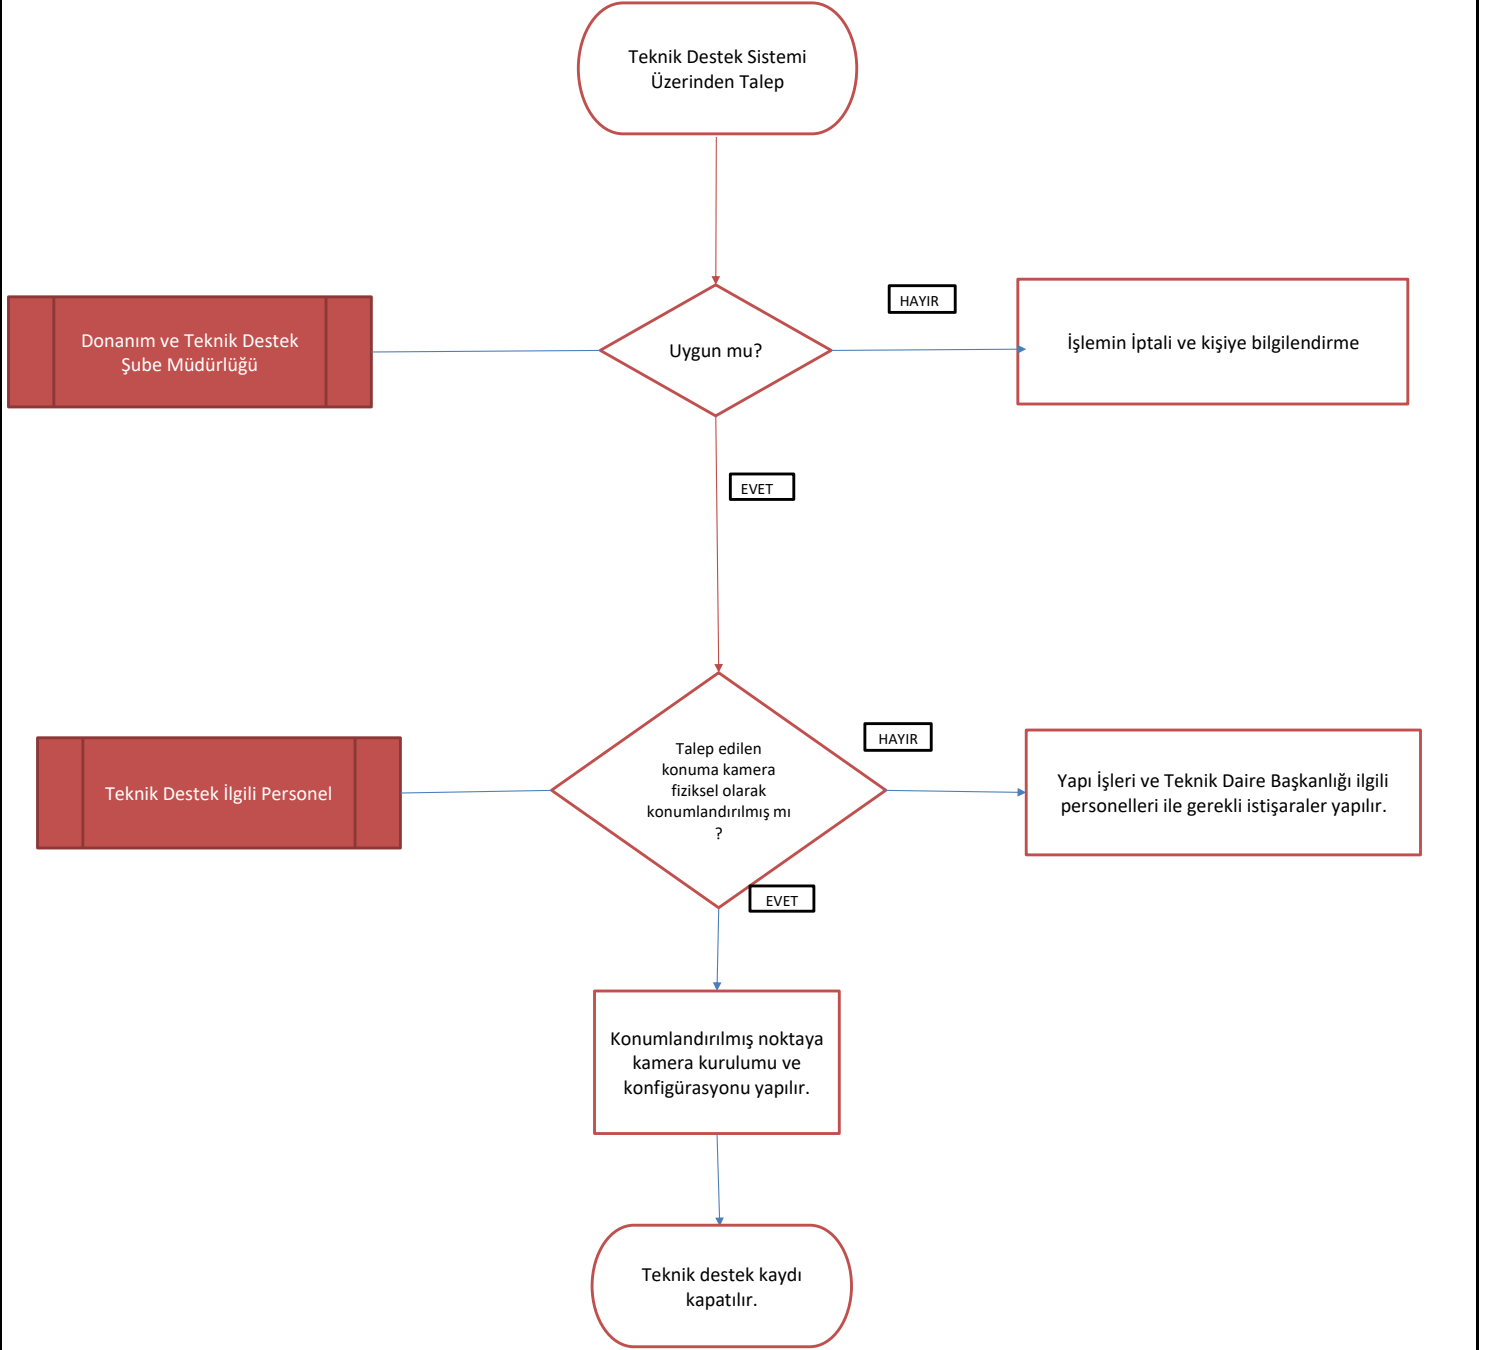 Teknik Destek Sistemi
Üzerinden Talep
Donanım ve Teknik Destek
Şube Müdürlüğü
Uygun mu?
HAYIR
İşlemin İptali ve kişiye bilgilendirme
EVET
Teknik Destek İlgili Personel
Talep edilen
konuma kamera
fiziksel olarak
konumlandırılmış mı
?
HAYIR
Yapı İşleri ve Teknik Daire Başkanlığı ilgili
personelleri ile gerekli istişaraler yapılır.
EVET
Konumlandırılmış noktaya
kamera kurulumu ve
konfigürasyonu yapılır.
Teknik destek kaydı
kapatılır.